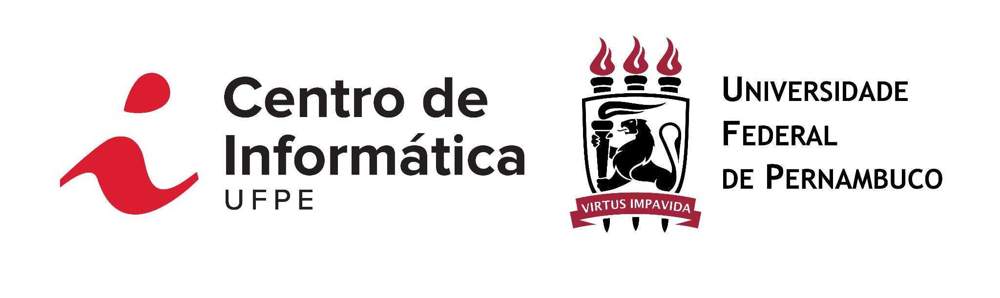 Centro de
Informática
UFPE
VIRTUS IMPAVIDA
UNIVERSIDADE
FEDERAL
DE PERNAMBUCO